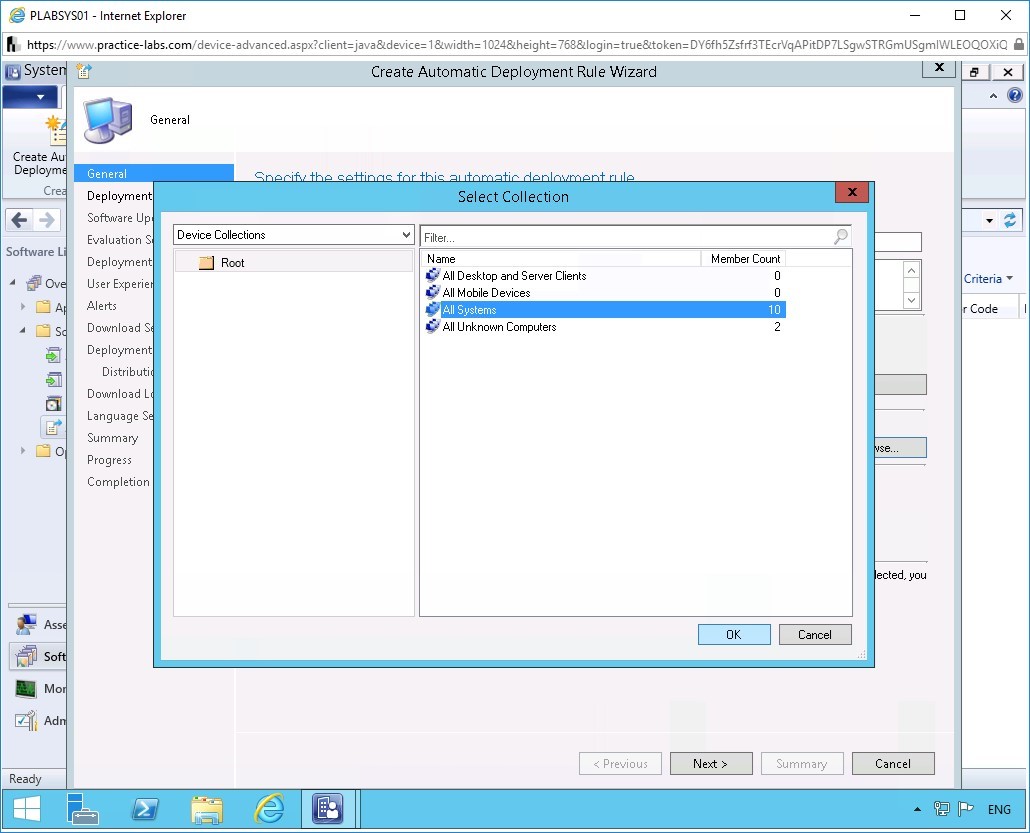 PLABSYS01 - Internet Explorer
https://www.practice-labs.com/device-advanced.aspx?client=java&device=1&width=1024&height=768&login=true&token=DY6fh5Zsfrf3TEcrVqAPitDP7LSgwSTRGmUSgmIWLEOQOXiQ
System
Create Automatic Deployment Rule Wizard
General
Create Au
Deployme
Crea
General
Specify the settings for this automatic deployment rule
Deployment
Select Collection
Software Up
Device Collections
Filter...
Software Li
Evaluation S
Root
Name
Member Count
Deployment
All Desktop and Server Clients 0
Ove
User Experien
All Mobile Devices 0
Criteria
Alerts
All Systems 10
r Code
Download Se
All Unknown Computers 2
So
Deployment
Distributio
Download Lo
Language Se
Summary
wse...
Op
Progress
Completion
lected, you
Asse
OK
Cancel
Soft
Mor
Adm
< Previous
Next >
Summary
Cancel
Ready
ENG